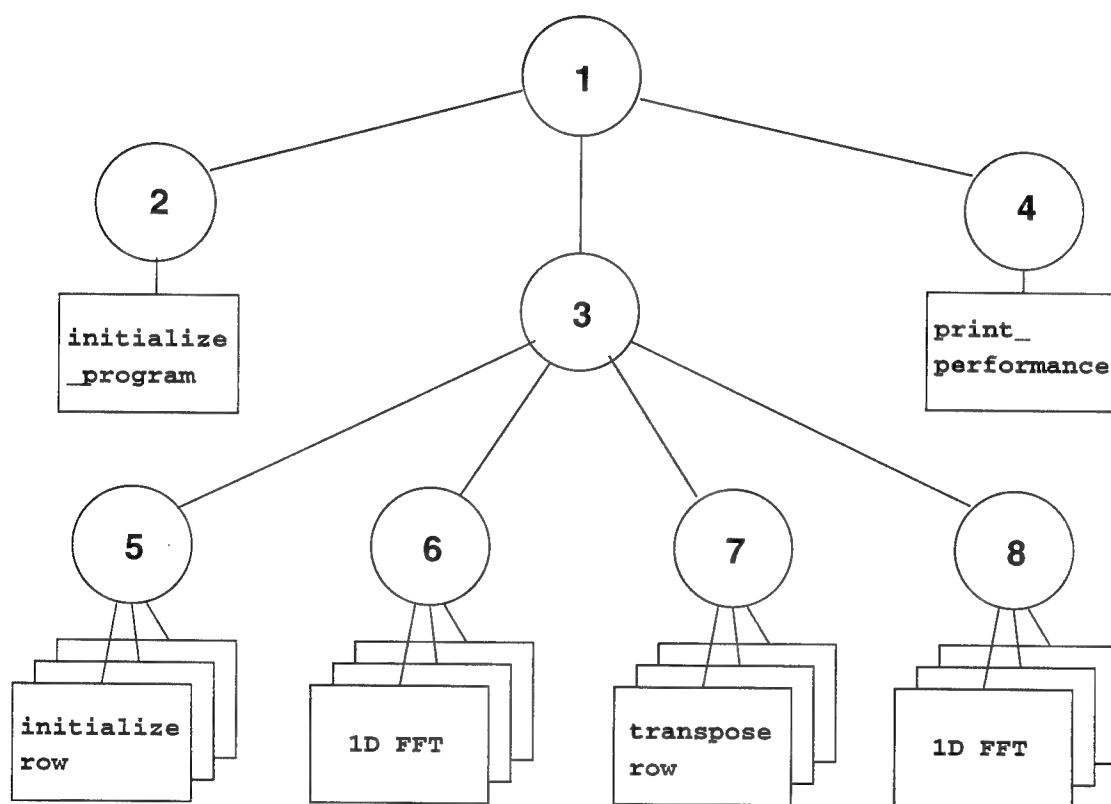 1
2
4
3
initialize
_program
print_
performance
5
6
7
8
initialize
row
1D FFT
transpose
row
1D FFT